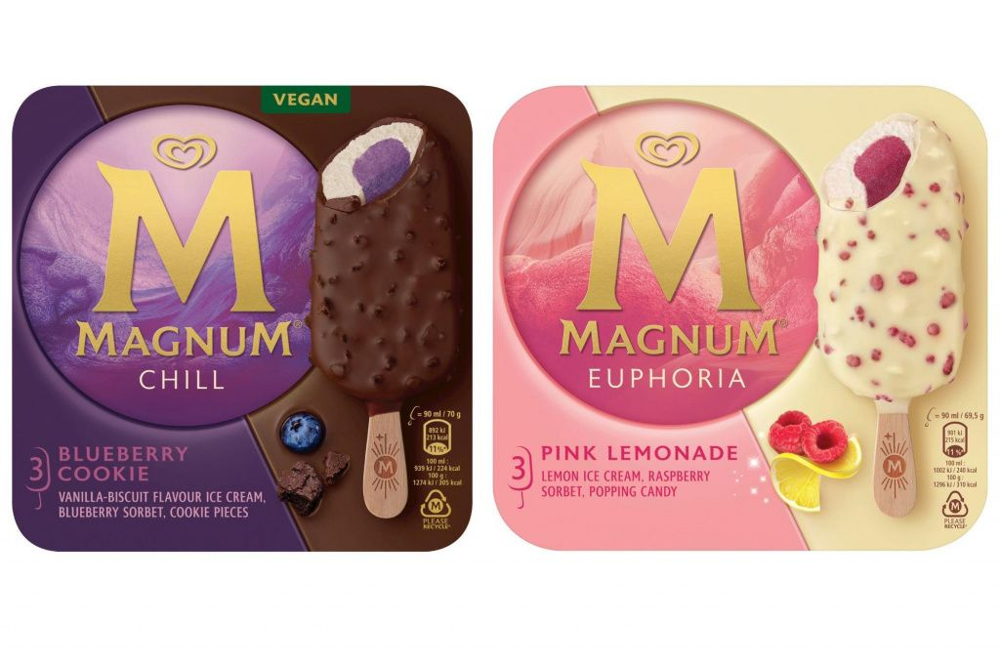 VEGAN
M
MAGNUM®
CHILL
3
BLUEBERRY
COOKIE
VANILLA-BISCUIT FLAVOUR ICE CREAM,
BLUEBERRY SORBET, COOKIE PIECES
M
= 90 ml / 70 g
892 kJ
213 kcal
11%*
100 ml :
939 kJ / 224 kcal
100 g :
1274 kJ / 305 kcal
M
PLEASE
RECYCLE*
M
MAGNUM®
EUPHORIA
3
PINK LEMONADE
LEMON ICE CREAM, RASPBERRY
SORBET, POPPING CANDY
M
= 90 ml / 69,5 g
901 kJ
215 kcal
11 %*
100 ml :
1002 kJ / 240 kcal
100 g :
1296 kJ / 310 kcal
M
PLEASE
RECYCLE*